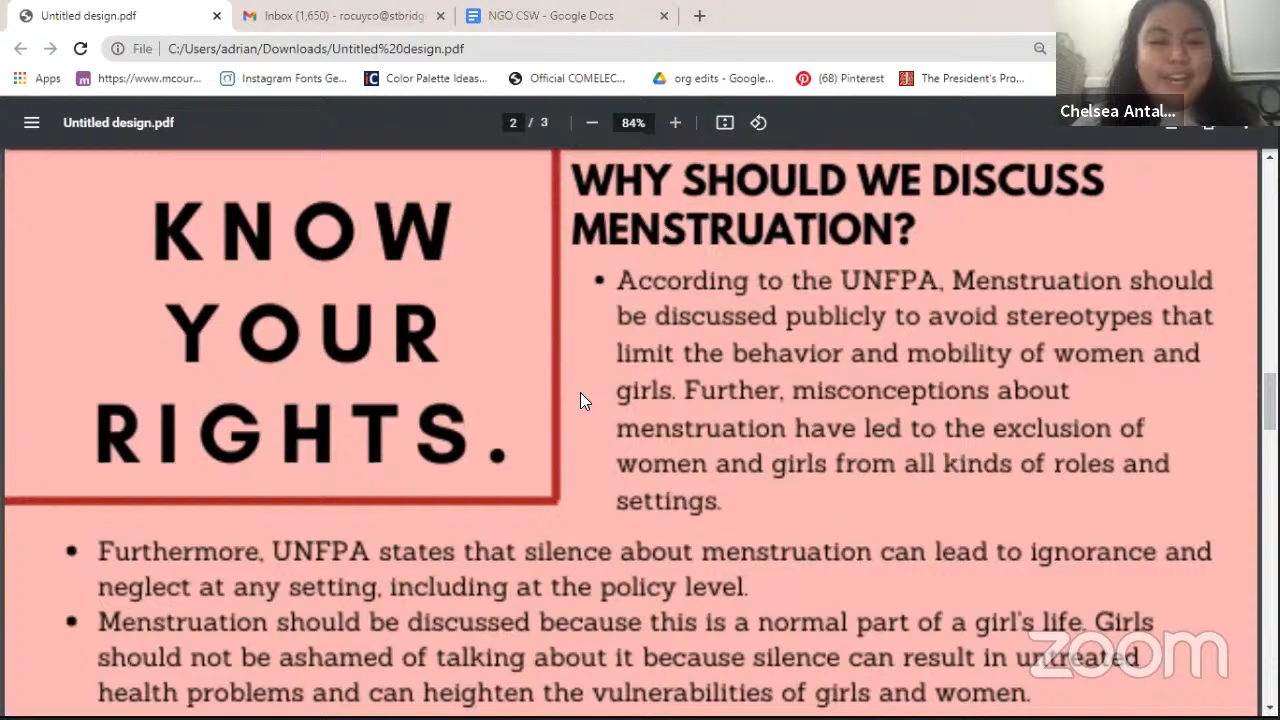 Untitled design.pdf
Inbox (1,650) - rocuyco@stbridg
NGO CSW - Google Docs
File
C:/Users/adrian/Downloads/Untitled%20design.pdf
Apps
https://www.mcour...
Instagram Fonts Ge...
Color Palette Ideas...
Official COMELEC...
org edits - Google...
(68) Pinterest
The President's Pro...
Chelsea Antal...
Untitled design.pdf
2 / 3
84%
KNOW
YOUR
RIGHTS.
WHY SHOULD WE DISCUSS
MENSTRUATION?
• According to the UNFPA, Menstruation should
be discussed publicly to avoid stereotypes that
limit the behavior and mobility of women and
girls. Further, misconceptions about
menstruation have led to the exclusion of
women and girls from all kinds of roles and
settings.
• Furthermore, UNFPA states that silence about menstruation can lead to ignorance and
neglect at any setting, including at the policy level.
• Menstruation should be discussed because this is a normal part of a girl's life. Girls
should not be ashamed of talking about it because silence can result in untreated
health problems and can heighten the vulnerabilities of girls and women.
zoom